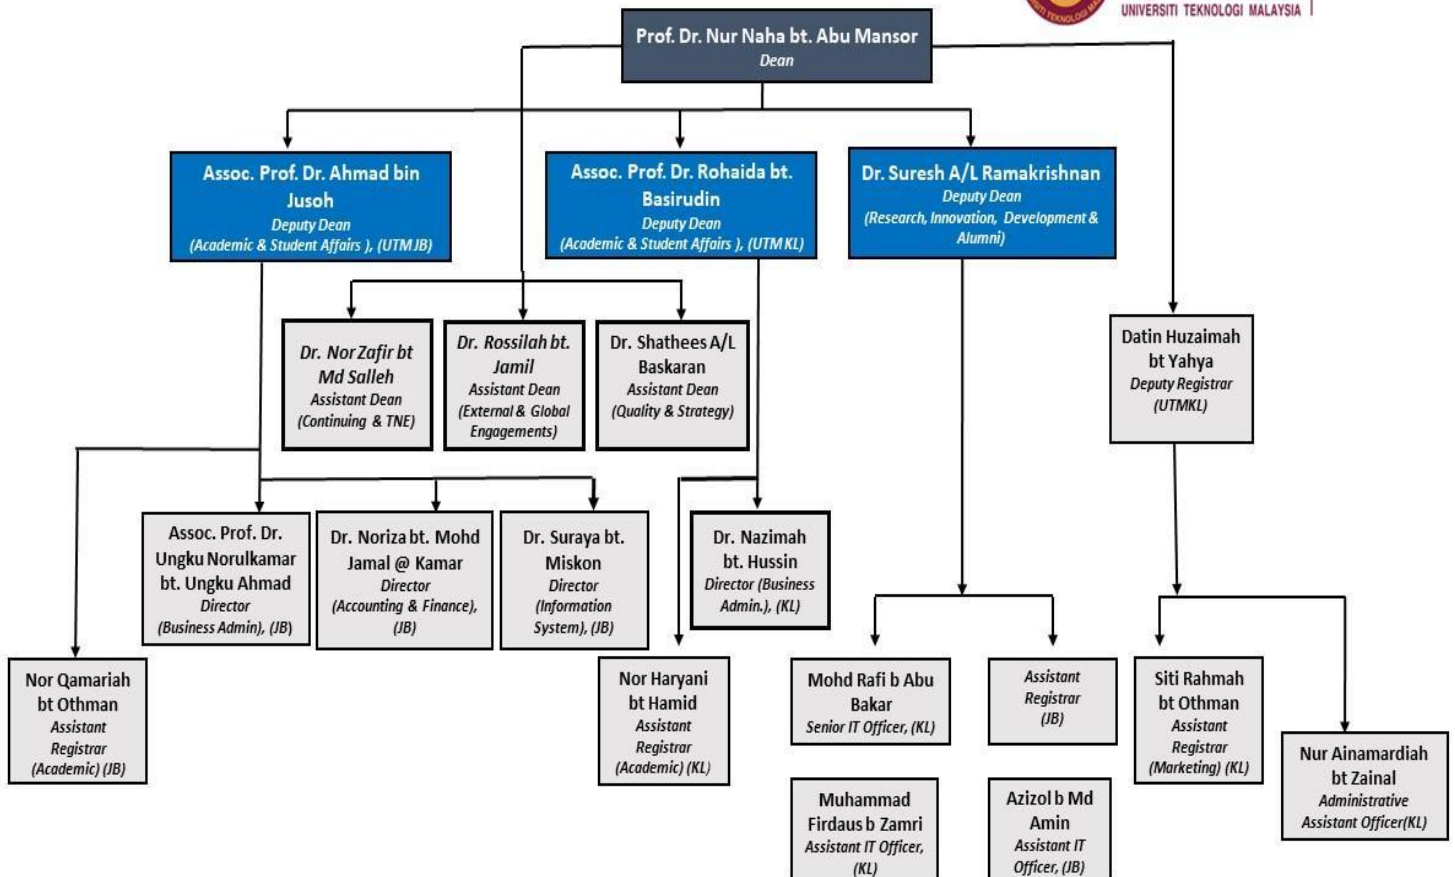 UNIVERSITI TEKNOLOGI MALAYSIA
Prof. Dr. Nur Naha bt. Abu Mansor
Dean
Assoc. Prof. Dr. Ahmad bin
Jusoh
Deputy Dean
(Academic & Student Affairs ), (UTMJB)
Assoc. Prof. Dr. Rohaida bt.
Basirudin
Deputy Dean
(Academic & Student Affairs ), (UTMKL)
Dr. Suresh A/L Ramakrishnan
Deputy Dean
(Research, Innovation, Development &
Alumni)
Dr. Nor Zafir bt
Md Salleh
Assistant Dean
(Continuing & TNE)
Dr. Rossilah bt.
Jamil
Assistant Dean
(External & Global
Engagements)
Dr. Shathees A/L
Baskaran
Assistant Dean
(Quality & Strategy)
Datin Huzaimah
bt Yahya
Deputy Registrar
(UTMKL)
Assoc. Prof. Dr.
Ungku Norulkamar
bt. Ungku Ahmad
Director
(Business Admin), (JB)
Dr. Noriza bt. Mohd
Jamal @ Kamar
Director
(Accounting & Finance),
(JB)
Dr. Suraya bt.
Miskon
Director
(Information
System), (JB)
Dr. Nazimah
bt. Hussin
Director (Business
Admin.), (KL)
Nor Qamariah
bt Othman
Assistant
Registrar
(Academic) (JB)
Nor Haryani
bt Hamid
Assistant
Registrar
(Academic) (KL)
Mohd Rafi b Abu
Bakar
Senior IT Officer, (KL)
Assistant
Registrar
(JB)
Siti Rahmah
bt Othman
Assistant
Registrar
(Marketing) (KL)
Nur Ainamardiah
bt Zainal
Administrative
Assistant Officer(KL)
Muhammad
Firdaus b Zamri
Assistant IT Officer,
(KL)
Azizol b Md
Amin
Assistant IT
Officer, (JB)